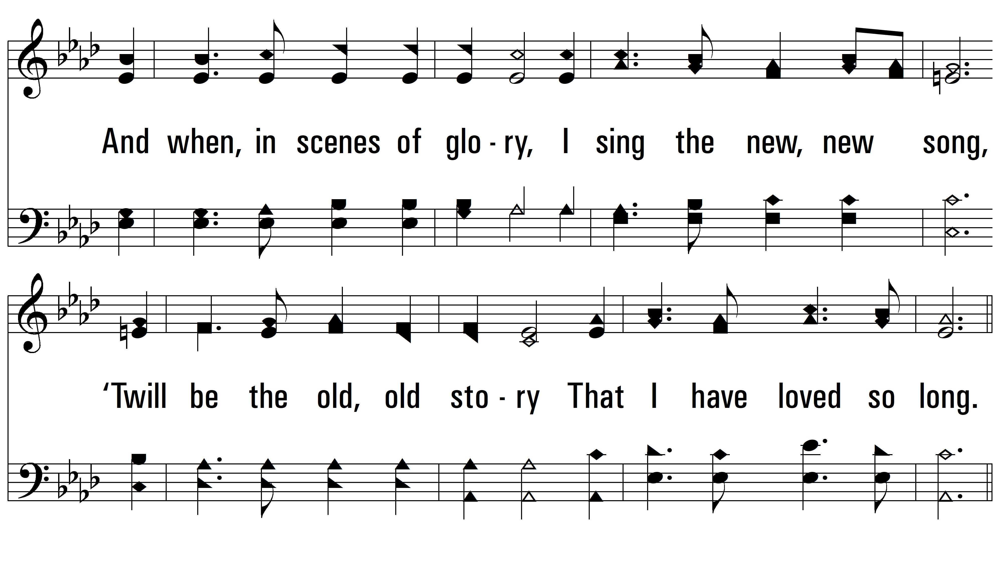 And when, in scenes of glo - ry, I sing the new, new song,
‘Twill be the old, old sto - ry That I have loved so long.